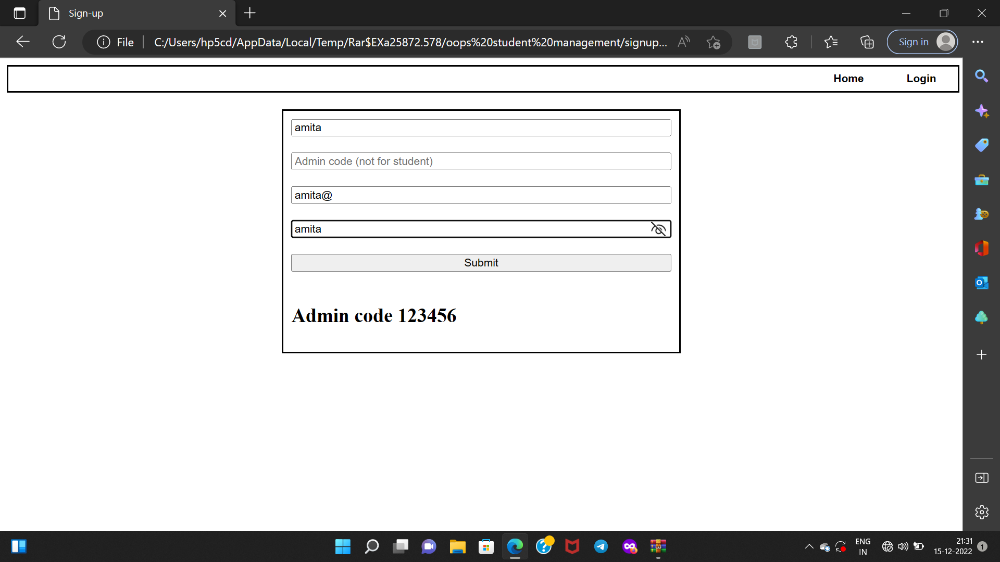 Sign-up
File
C:/Users/hp5cd/AppData/Local/Temp/Rar$EXa25872.578/oops%20student%20management/signup...
Sign in
Home
Login
amita
Admin code (not for student)
amita@
amita
Submit
Admin code 123456
ENG
IN
21:31
15-12-2022
1